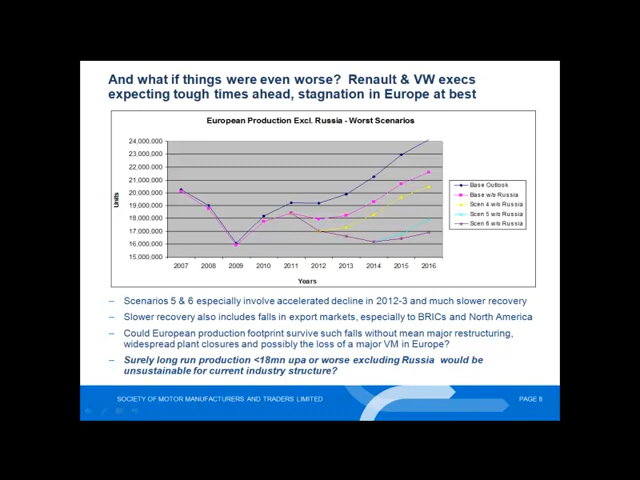 And what if things were even worse? Renault & VW execs
expecting tough times ahead, stagnation in Europe at best
European Production Excl. Russia - Worst Scenarios
24,000,000
23,000,000
22,000,000
21,000,000
20,000,000
19,000,000
18,000,000
17,000,000
16,000,000
15,000,000
Units
2007 2008 2009 2010 2011 2012 2013 2014 2015 2016
Years
Base Outlook
Base w/o Russia
Scen 4 w/o Russia
Scen 5 w/o Russia
Scen 6 w/o Russia
– Scenarios 5 & 6 especially involve accelerated decline in 2012-3 and much slower recovery
– Slower recovery also includes falls in export markets, especially to BRICs and North America
– Could European production footprint survive such falls without mean major restructuring,
widespread plant closures and possibly the loss of a major VM in Europe?
– Surely long run production <18mn upa or worse excluding Russia would be
unsustainable for current industry structure?
SOCIETY OF MOTOR MANUFACTURERS AND TRADERS LIMITED
PAGE 8